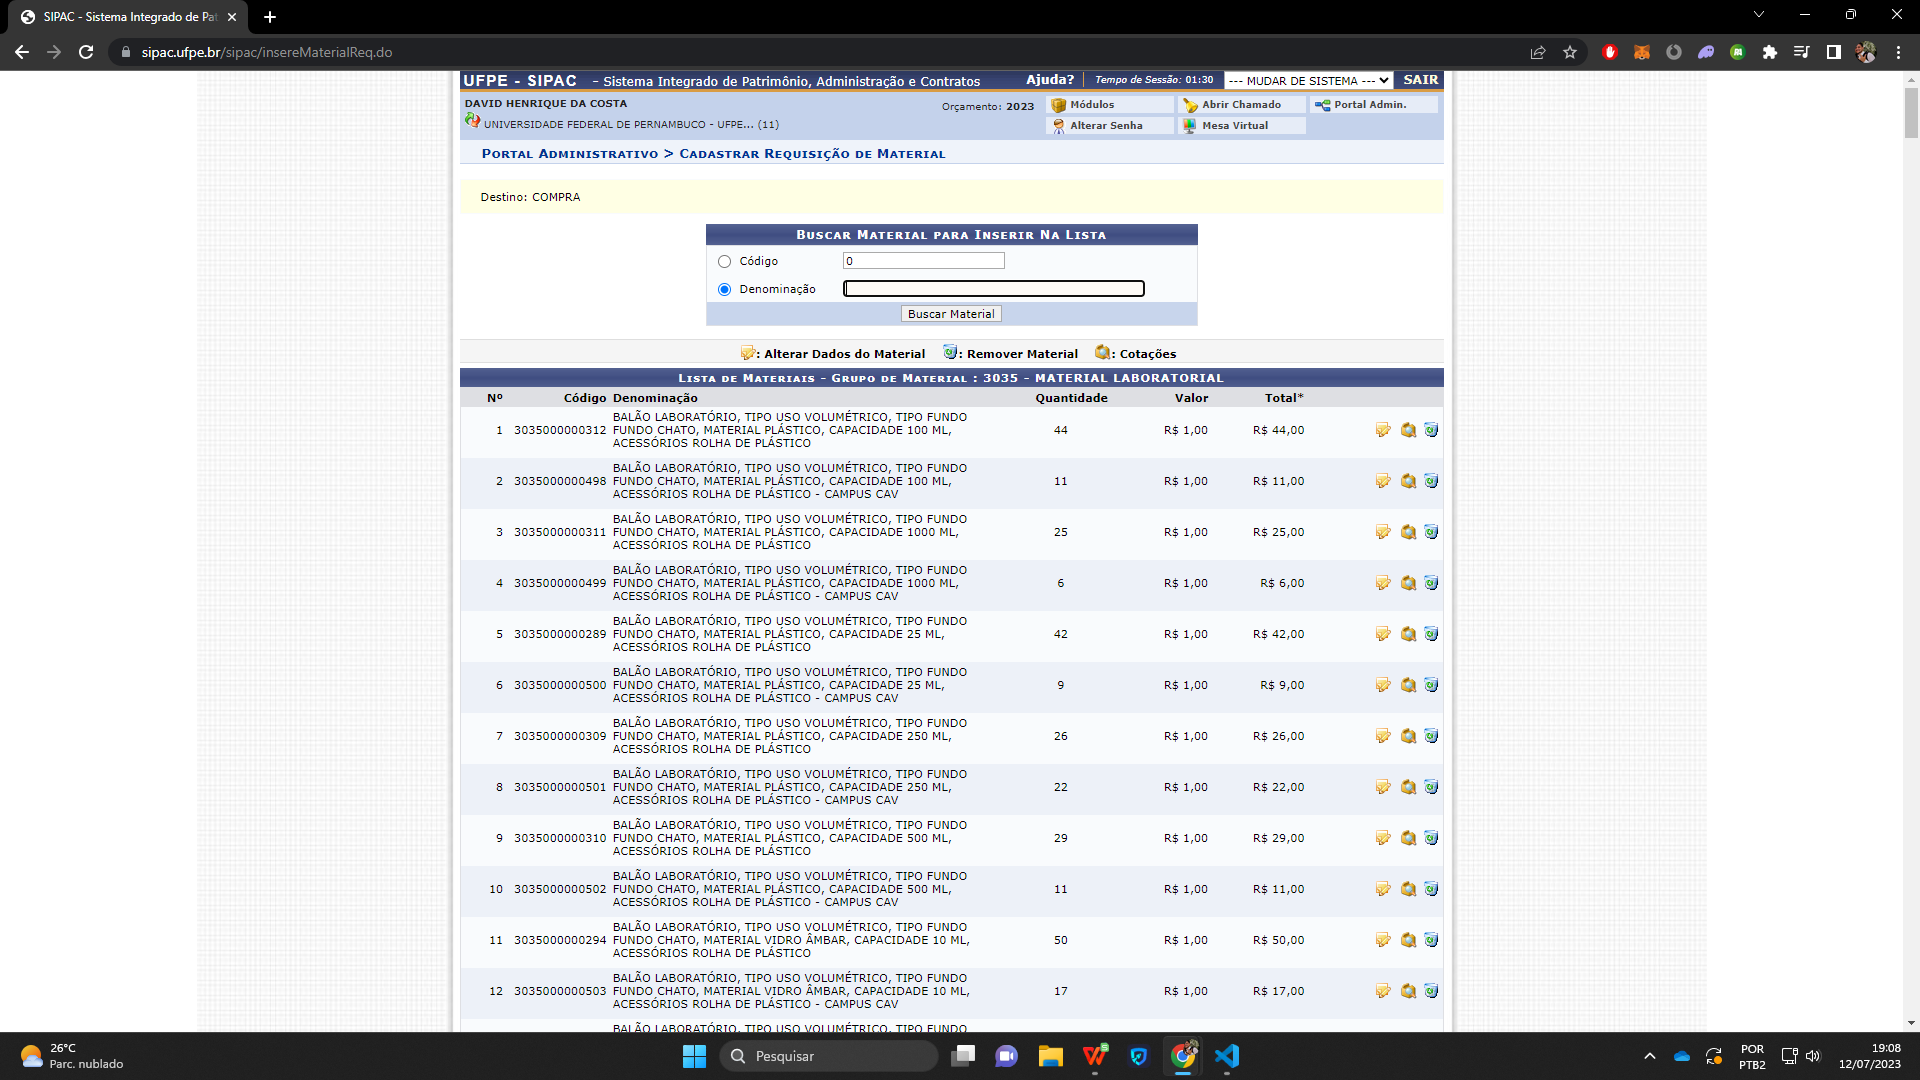 SIPAC - Sistema Integrado de Pat
sipac.ufpe.br/sipac/insereMaterialReq.do
UFPE - SIPAC - Sistema Integrado de Patrimônio, Administração e Contratos
Ajuda? Tempo de Sessão: 01:30 --- MUDAR DE SISTEMA --- SAIR
DAVID HENRIQUE DA COSTA
UNIVERSIDADE FEDERAL DE PERNAMBUCO - UFPE... (11)
Orçamento: 2023
Módulos
Abrir Chamado
Portal Admin.
Alterar Senha
Mesa Virtual
Portal Administrativo > Cadastrar Requisição de Material
Destino: COMPRA
Buscar Material para Inserir Na Lista
Código 0
Denominação
Buscar Material
: Alterar Dados do Material : Remover Material : Cotações
Lista de Materiais - Grupo de Material : 3035 - MATERIAL LABORATORIAL
Nº Código Denominação Quantidade Valor Total*
BALÃO LABORATÓRIO, TIPO USO VOLUMÉTRICO, TIPO FUNDO
1 3035000000312 FUNDO CHATO, MATERIAL PLÁSTICO, CAPACIDADE 100 ML, 44 R$ 1,00 R$ 44,00
ACESSÓRIOS ROLHA DE PLÁSTICO
BALÃO LABORATÓRIO, TIPO USO VOLUMÉTRICO, TIPO FUNDO
2 3035000000498 FUNDO CHATO, MATERIAL PLÁSTICO, CAPACIDADE 100 ML, 11 R$ 1,00 R$ 11,00
ACESSÓRIOS ROLHA DE PLÁSTICO - CAMPUS CAV
BALÃO LABORATÓRIO, TIPO USO VOLUMÉTRICO, TIPO FUNDO
3 3035000000311 FUNDO CHATO, MATERIAL PLÁSTICO, CAPACIDADE 1000 ML, 25 R$ 1,00 R$ 25,00
ACESSÓRIOS ROLHA DE PLÁSTICO
BALÃO LABORATÓRIO, TIPO USO VOLUMÉTRICO, TIPO FUNDO
4 3035000000499 FUNDO CHATO, MATERIAL PLÁSTICO, CAPACIDADE 1000 ML, 6 R$ 1,00 R$ 6,00
ACESSÓRIOS ROLHA DE PLÁSTICO - CAMPUS CAV
BALÃO LABORATÓRIO, TIPO USO VOLUMÉTRICO, TIPO FUNDO
5 3035000000289 FUNDO CHATO, MATERIAL PLÁSTICO, CAPACIDADE 25 ML, 42 R$ 1,00 R$ 42,00
ACESSÓRIOS ROLHA DE PLÁSTICO
BALÃO LABORATÓRIO, TIPO USO VOLUMÉTRICO, TIPO FUNDO
6 3035000000500 FUNDO CHATO, MATERIAL PLÁSTICO, CAPACIDADE 25 ML, 9 R$ 1,00 R$ 9,00
ACESSÓRIOS ROLHA DE PLÁSTICO - CAMPUS CAV
BALÃO LABORATÓRIO, TIPO USO VOLUMÉTRICO, TIPO FUNDO
7 3035000000309 FUNDO CHATO, MATERIAL PLÁSTICO, CAPACIDADE 250 ML, 26 R$ 1,00 R$ 26,00
ACESSÓRIOS ROLHA DE PLÁSTICO
BALÃO LABORATÓRIO, TIPO USO VOLUMÉTRICO, TIPO FUNDO
8 3035000000501 FUNDO CHATO, MATERIAL PLÁSTICO, CAPACIDADE 250 ML, 22 R$ 1,00 R$ 22,00
ACESSÓRIOS ROLHA DE PLÁSTICO - CAMPUS CAV
BALÃO LABORATÓRIO, TIPO USO VOLUMÉTRICO, TIPO FUNDO
9 3035000000310 FUNDO CHATO, MATERIAL PLÁSTICO, CAPACIDADE 500 ML, 29 R$ 1,00 R$ 29,00
ACESSÓRIOS ROLHA DE PLÁSTICO
BALÃO LABORATÓRIO, TIPO USO VOLUMÉTRICO, TIPO FUNDO
10 3035000000502 FUNDO CHATO, MATERIAL PLÁSTICO, CAPACIDADE 500 ML, 11 R$ 1,00 R$ 11,00
ACESSÓRIOS ROLHA DE PLÁSTICO - CAMPUS CAV
BALÃO LABORATÓRIO, TIPO USO VOLUMÉTRICO, TIPO FUNDO
11 3035000000294 FUNDO CHATO, MATERIAL VIDRO ÂMBAR, CAPACIDADE 10 ML, 50 R$ 1,00 R$ 50,00
ACESSÓRIOS ROLHA DE PLÁSTICO
BALÃO LABORATÓRIO, TIPO USO VOLUMÉTRICO, TIPO FUNDO
12 3035000000503 FUNDO CHATO, MATERIAL VIDRO ÂMBAR, CAPACIDADE 10 ML, 17 R$ 1,00 R$ 17,00
ACESSÓRIOS ROLHA DE PLÁSTICO - CAMPUS CAV
BALÃO LABORATÓRIO, TIPO USO VOLUMÉTRICO, TIPO FUNDO
26°C
Parc. nublado
Pesquisar
POR
PTB2
19:08
12/07/2023